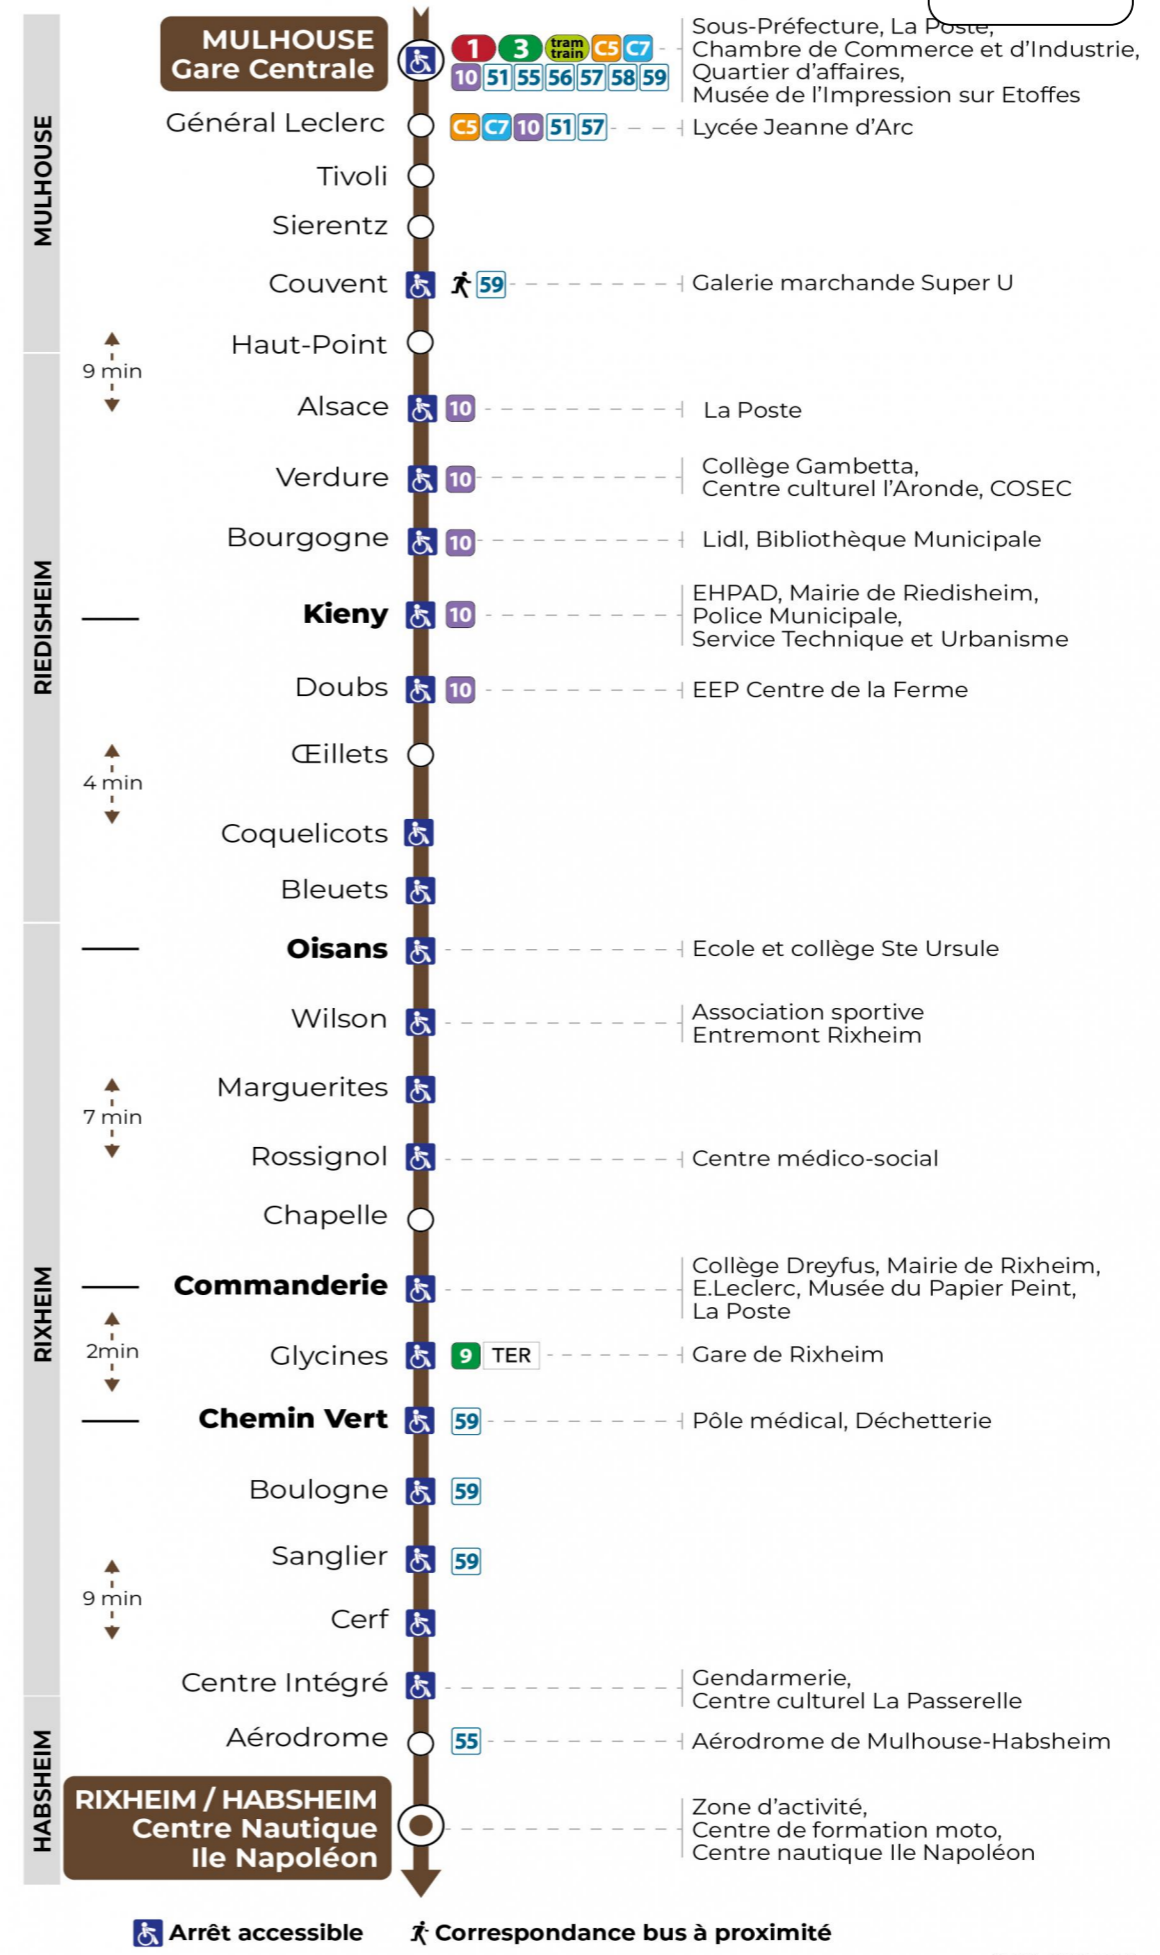 MULHOUSE
Gare Centrale
1 3 tram train C5 C7
10 51 55 56 57 58 59
Sous-Préfecture, La Poste,
Chambre de Commerce et d’Industrie,
Quartier d’affaires,
Musée de l’Impression sur Etoffes
MULHOUSE
Général Leclerc
C5 C7 10 51 57
Lycée Jeanne d’Arc
Tivoli
Sierentz
Couvent
59
Galerie marchande Super U
Haut-Point
9 min
RIEDISHEIM
Alsace
10
La Poste
Verdure
10
Collège Gambetta,
Centre culturel l’Aronde, COSEC
Bourgogne
10
Lidl, Bibliothèque Municipale
Kieny
10
EHPAD, Mairie de Riedisheim,
Police Municipale,
Service Technique et Urbanisme
Doubs
10
EEP Centre de la Ferme
Œillets
4 min
Coquelicots
Bleuets
RIXHEIM
Oisans
Ecole et collège Ste Ursule
Wilson
Association sportive
Entremont Rixheim
Marguerites
7 min
Rossignol
Centre médico-social
Chapelle
Commanderie
Collège Dreyfus, Mairie de Rixheim,
E.Leclerc, Musée du Papier Peint,
La Poste
2min
Glycines
9 TER
Gare de Rixheim
Chemin Vert
59
Pôle médical, Déchetterie
Boulogne
59
Sanglier
59
9 min
Cerf
Centre Intégré
Gendarmerie,
Centre culturel La Passerelle
HABSHEIM
Aérodrome
55
Aérodrome de Mulhouse-Habsheim
RIXHEIM / HABSHEIM
Centre Nautique
Ile Napoléon
Zone d’activité,
Centre de formation moto,
Centre nautique Ile Napoléon
Arrêt accessible
Correspondance bus à proximité